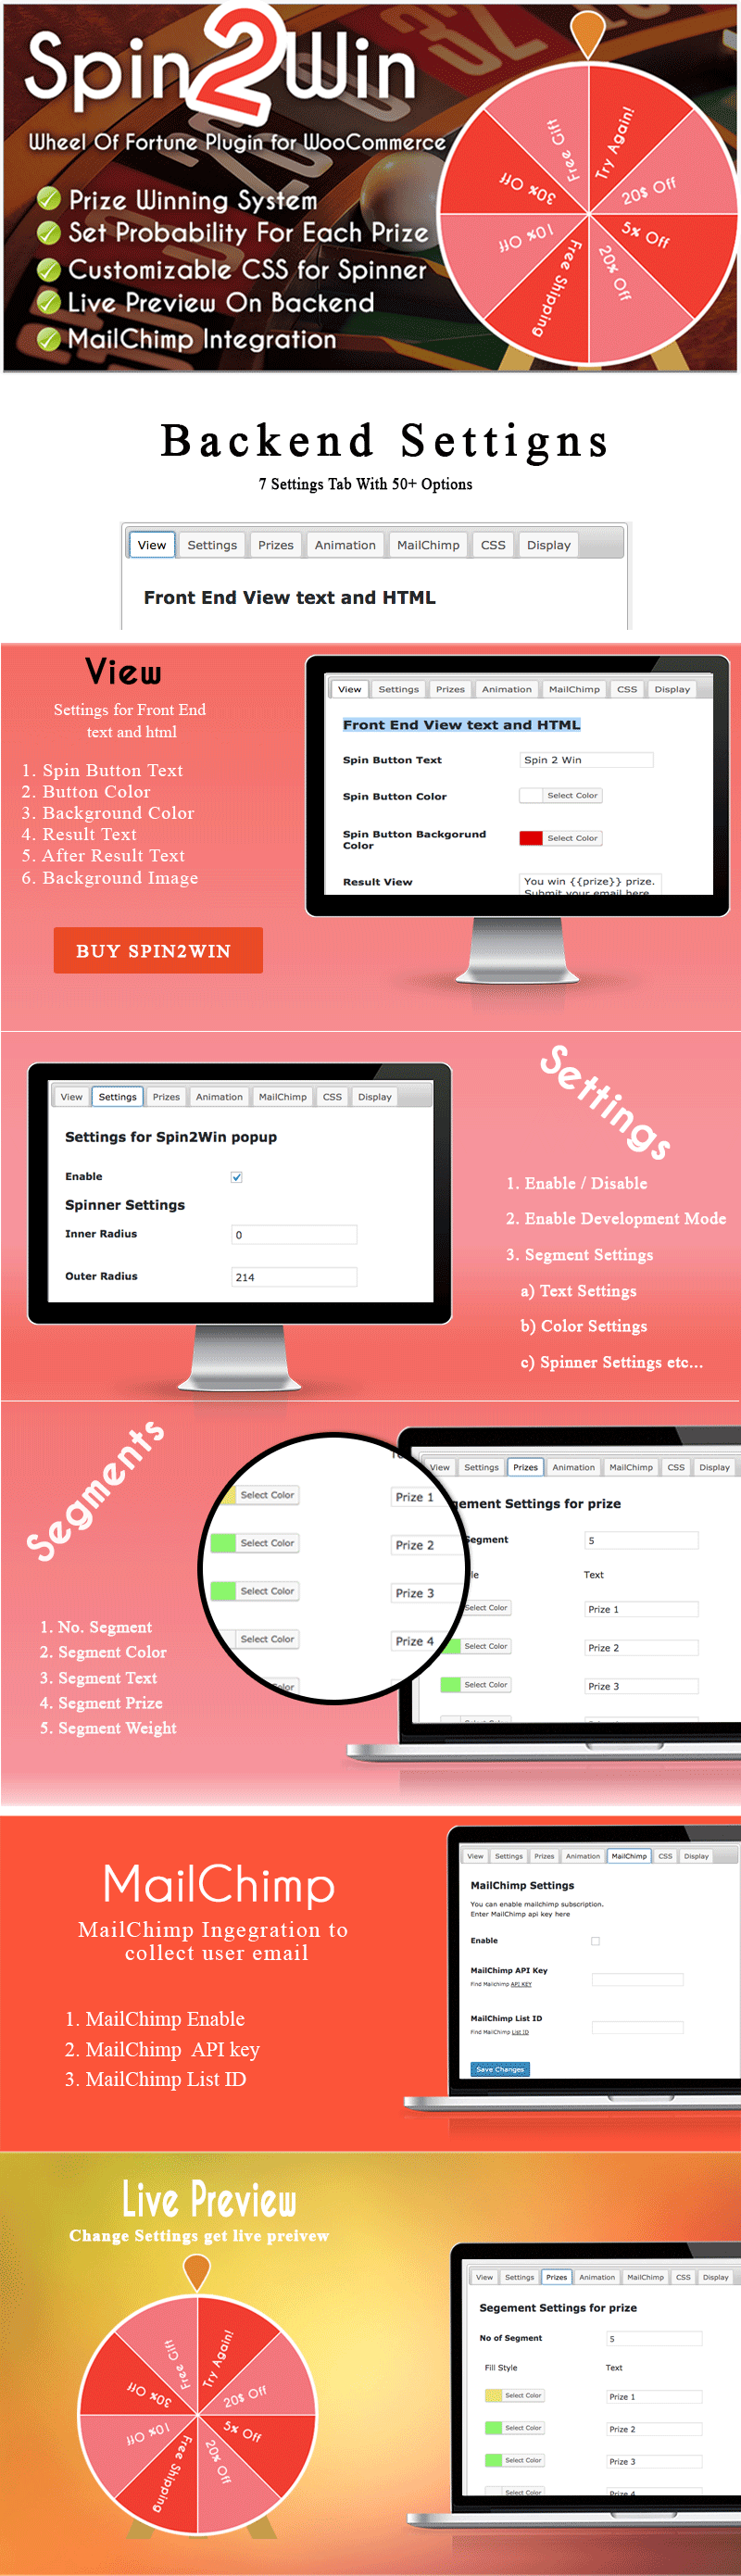 Spin2Win
Wheel Of Fortune Plugin for WooCommerce
Prize Winning System
Set Probability For Each Prize
Customizable CSS for Spinner
Live Preview On Backend
MailChimp Integration
Try Again!
20$ Off
5% Off
20% Off
Free Shipping
10% Off
30% Off
Free Gift
Backend Settigns
7 Settings Tab With 50+ Options
View Settings Prizes Animation MailChimp CSS Display
Front End View text and HTML
View
Settings for Front End
text and html
1. Spin Button Text
2. Button Color
3. Background Color
4. Result Text
5. After Result Text
6. Background Image
BUY SPIN2WIN
View Settings Prizes Animation MailChimp CSS Display
Front End View text and HTML
Spin Button Text Spin 2 Win
Spin Button Color Select Color
Spin Button Backgorund
Color Select Color
Result View You win {{prize}} prize.
Submit your email here
View Settings Prizes Animation MailChimp CSS Display
Settings for Spin2Win popup
Enable
Spinner Settings
Inner Radius 0
Outer Radius 214
Settings
1. Enable / Disable
2. Enable Development Mode
3. Segment Settings
a) Text Settings
b) Color Settings
c) Spinner Settings etc...
Segments
1. No. Segment
2. Segment Color
3. Segment Text
4. Segment Prize
5. Segment Weight
Select Color Prize 1
Select Color Prize 2
Select Color Prize 3
Select Color Prize 4
View Settings Prizes Animation MailChimp CSS Display
gement Settings for prize
Segment 5
le Text
Select Color Prize 1
Select Color Prize 2
Select Color Prize 3
MailChimp
MailChimp Ingegration to
collect user email
1. MailChimp Enable
2. MailChimp API key
3. MailChimp List ID
View Settings Prizes Animation MailChimp CSS Display
MailChimp Settings
You can enable mailchimp subscription.
Enter MailChimp api key here
Enable
MailChimp API Key
Find Mailchimp API KEY
MailChimp List ID
Find MailChimp List ID
Save Changes
Live Preview
Change Settings get live preivew
Try Again!
20$ Off
5% Off
20% Off
Free Shipping
10% Off
30% Off
Free Gift
View Settings Prizes Animation MailChimp CSS Display
Segement Settings for prize
No of Segment 5
Fill Style Text
Select Color Prize 1
Select Color Prize 2
Select Color Prize 3
Select Color Prize 4